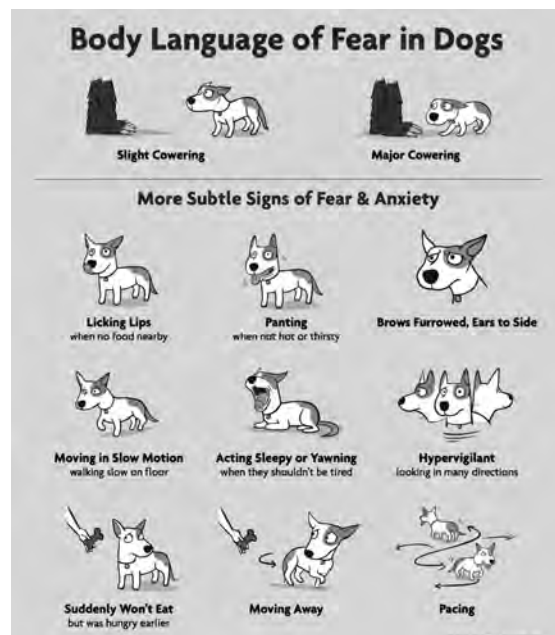 Body Language of Fear in Dogs
Slight Cowering
Major Cowering
More Subtle Signs of Fear & Anxiety
Licking Lips
when no food nearby
Panting
when not hot or thirsty
Brows Furrowed, Ears to Side
Moving in Slow Motion
walking slow on floor
Acting Sleepy or Yawning
when they shouldn't be tired
Hypervigilant
looking in many directions
Suddenly Won't Eat
but was hungry earlier
Moving Away
Pacing